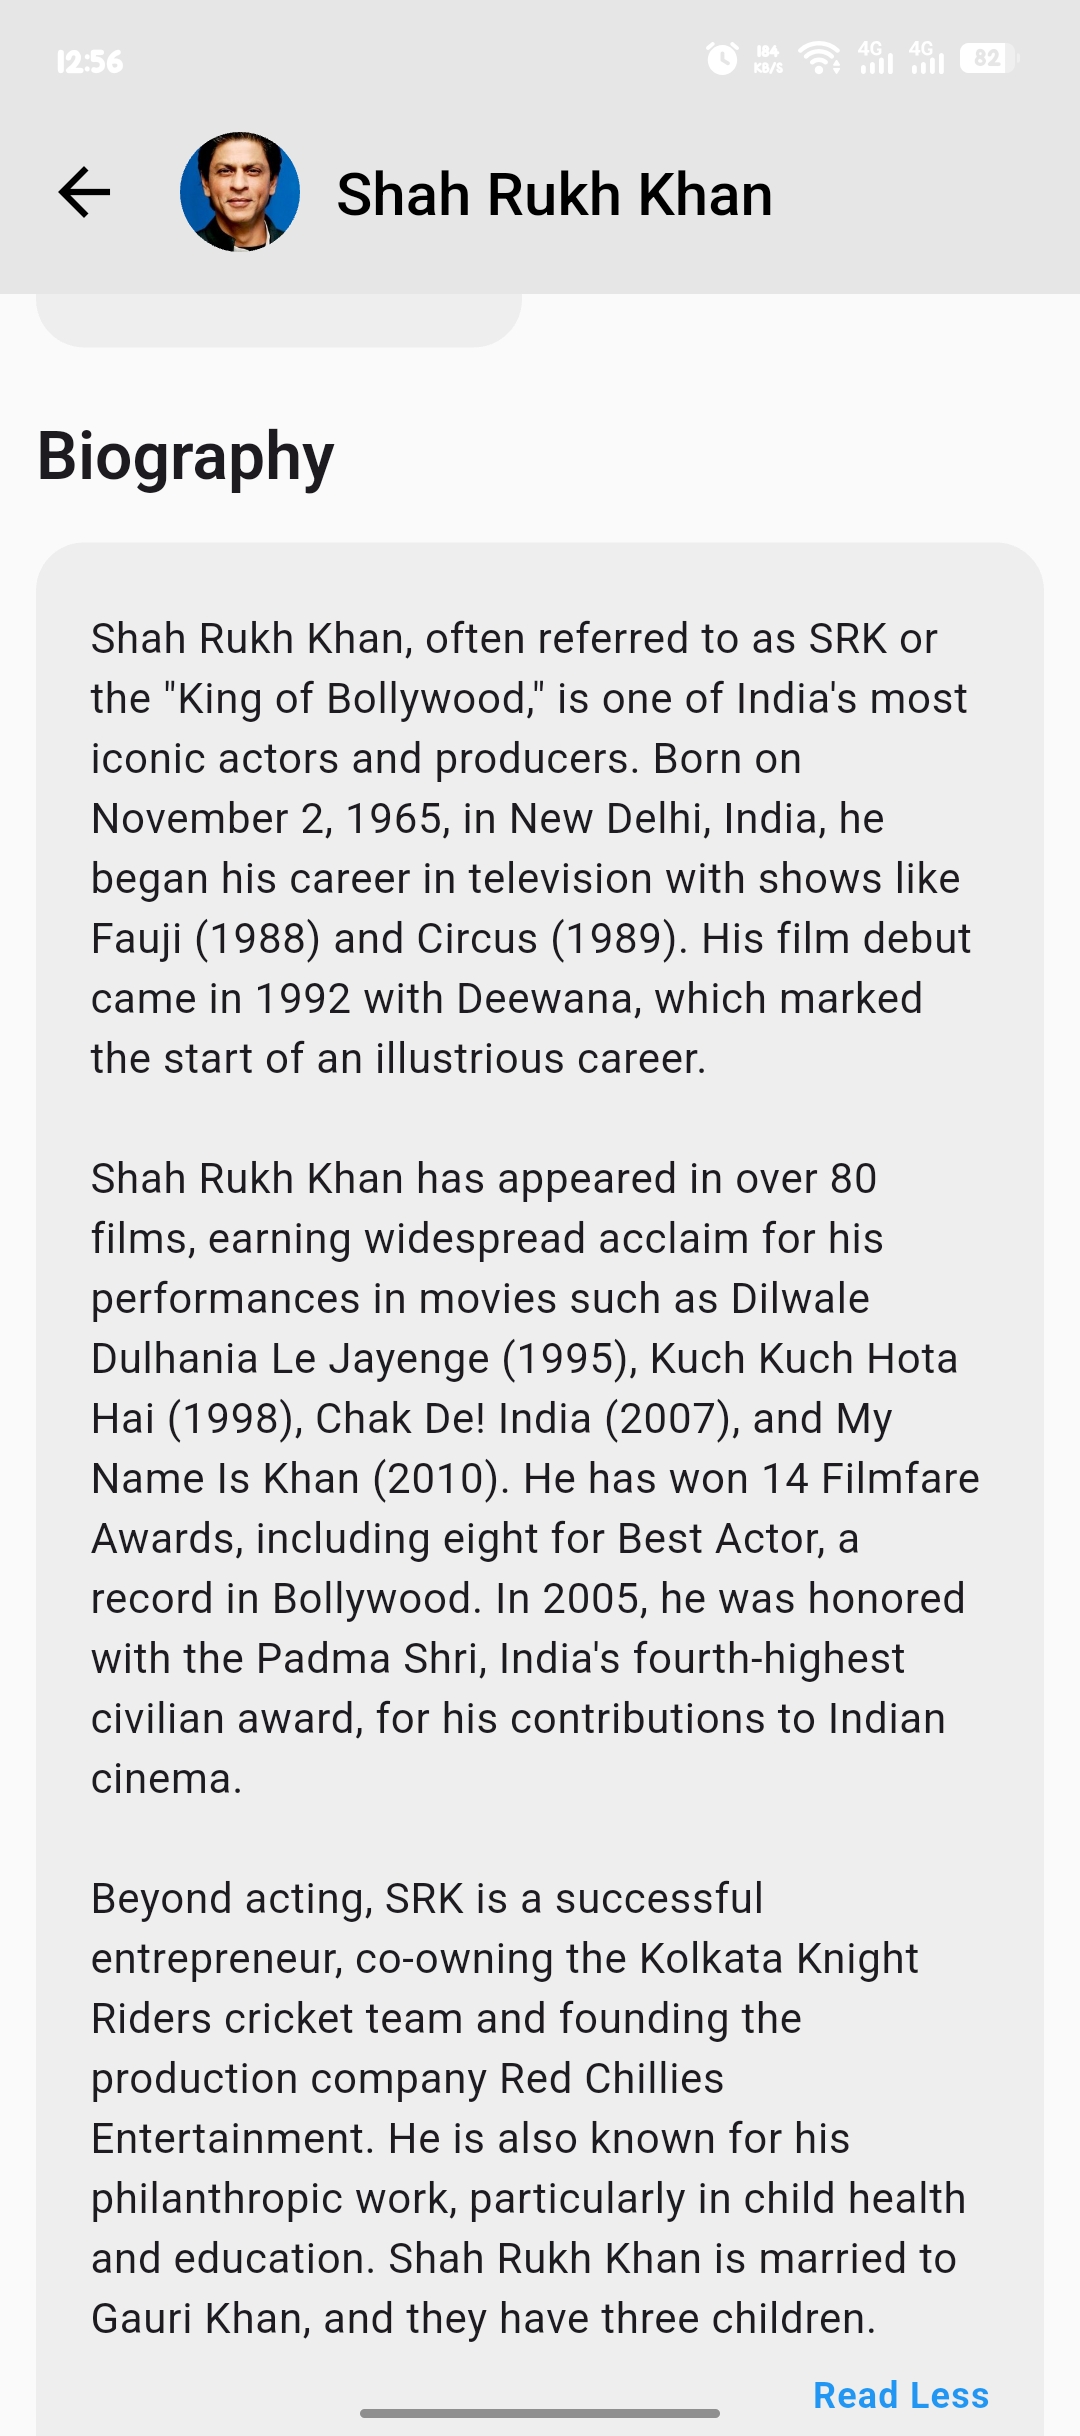 12:56
184
KB/S
4G
4G
82
Shah Rukh Khan
Biography
Shah Rukh Khan, often referred to as SRK or
the "King of Bollywood," is one of India's most
iconic actors and producers. Born on
November 2, 1965, in New Delhi, India, he
began his career in television with shows like
Fauji (1988) and Circus (1989). His film debut
came in 1992 with Deewana, which marked
the start of an illustrious career.
Shah Rukh Khan has appeared in over 80
films, earning widespread acclaim for his
performances in movies such as Dilwale
Dulhania Le Jayenge (1995), Kuch Kuch Hota
Hai (1998), Chak De! India (2007), and My
Name Is Khan (2010). He has won 14 Filmfare
Awards, including eight for Best Actor, a
record in Bollywood. In 2005, he was honored
with the Padma Shri, India's fourth-highest
civilian award, for his contributions to Indian
cinema.
Beyond acting, SRK is a successful
entrepreneur, co-owning the Kolkata Knight
Riders cricket team and founding the
production company Red Chillies
Entertainment. He is also known for his
philanthropic work, particularly in child health
and education. Shah Rukh Khan is married to
Gauri Khan, and they have three children.
Read Less